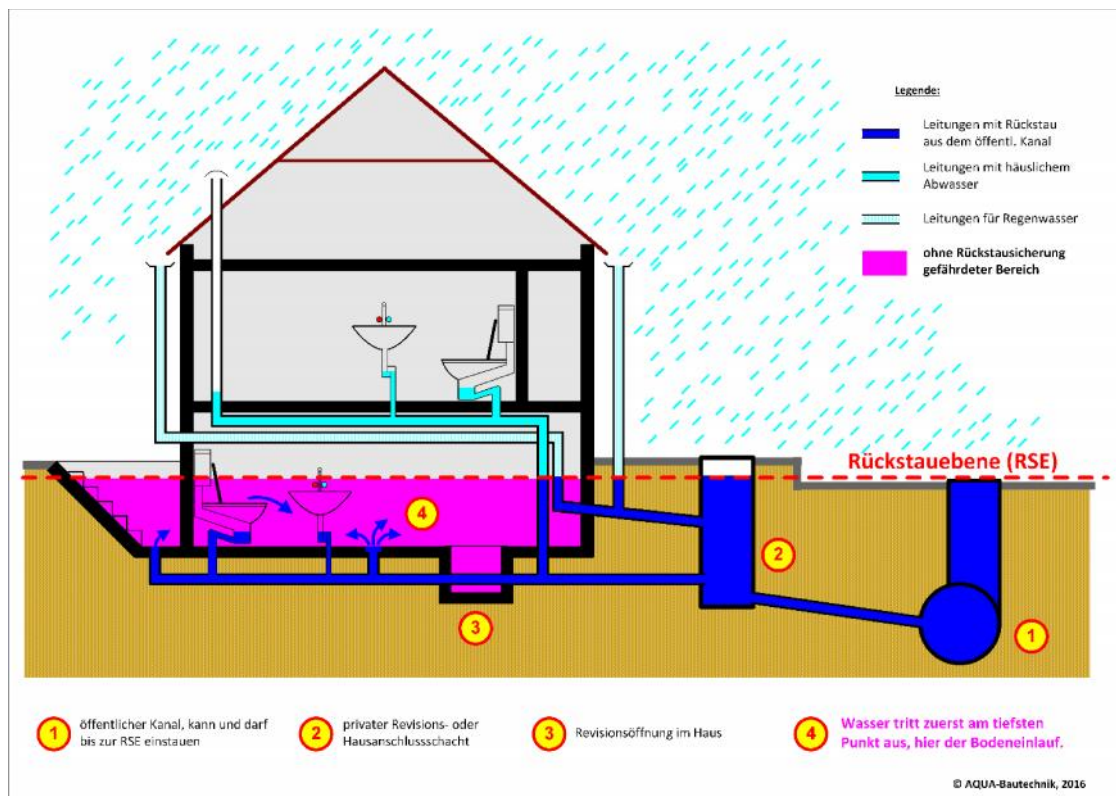 Legende:
Leitungen mit Rückstau
aus dem öffentl. Kanal
Leitungen mit häuslichem
Abwasser
Leitungen für Regenwasser
ohne Rückstausicherung
gefährdeter Bereich
Rückstauebene (RSE)
4
2
3
1
1
öffentlicher Kanal, kann und darf
bis zur RSE einstauen
2
privater Revisions- oder
Hausanschlussschacht
3
Revisionsöffnung im Haus
4
Wasser tritt zuerst am tiefsten
Punkt aus, hier der Bodeneinlauf.
© AQUA-Bautechnik, 2016